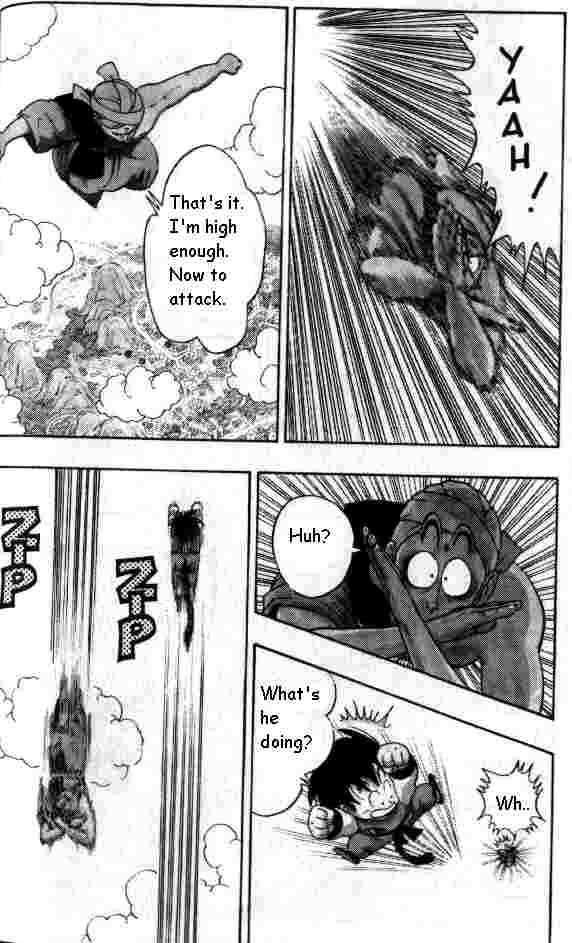 YAAH!
That's it.
I'm high
enough.
Now to
attack.
Huh?
Wh..
What's
he
doing?
ZIP
ZIP